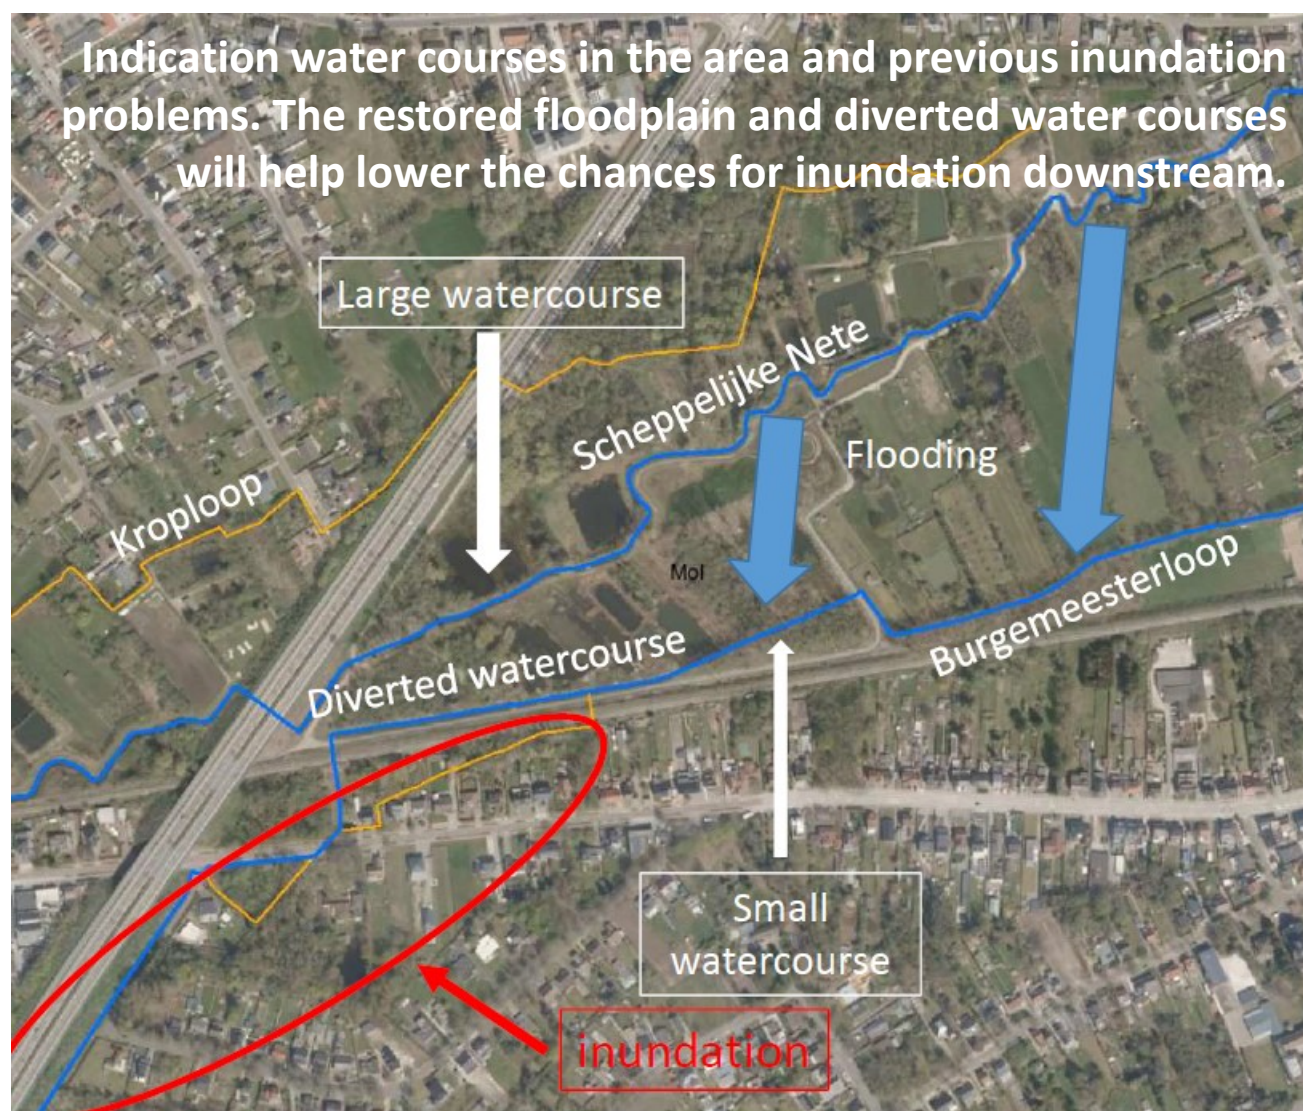 Indication water courses in the area and previous inundation
problems. The restored floodplain and diverted water courses
will help lower the chances for inundation downstream.
Large watercourse
Scheppelijke Nete
Flooding
Kroploop
Mol
Burgemeesterloop
Diverted watercourse
Small
watercourse
inundation